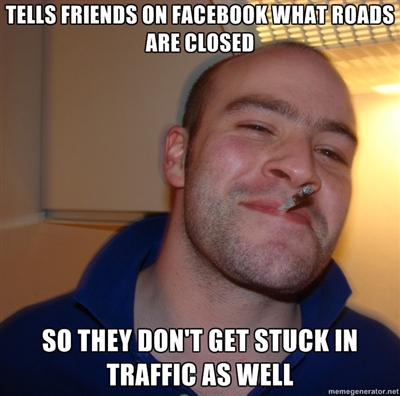 TELLS FRIENDS ON FACEBOOK WHAT ROADS
ARE CLOSED
SO THEY DON'T GET STUCK IN
TRAFFIC AS WELL
memegenerator.net